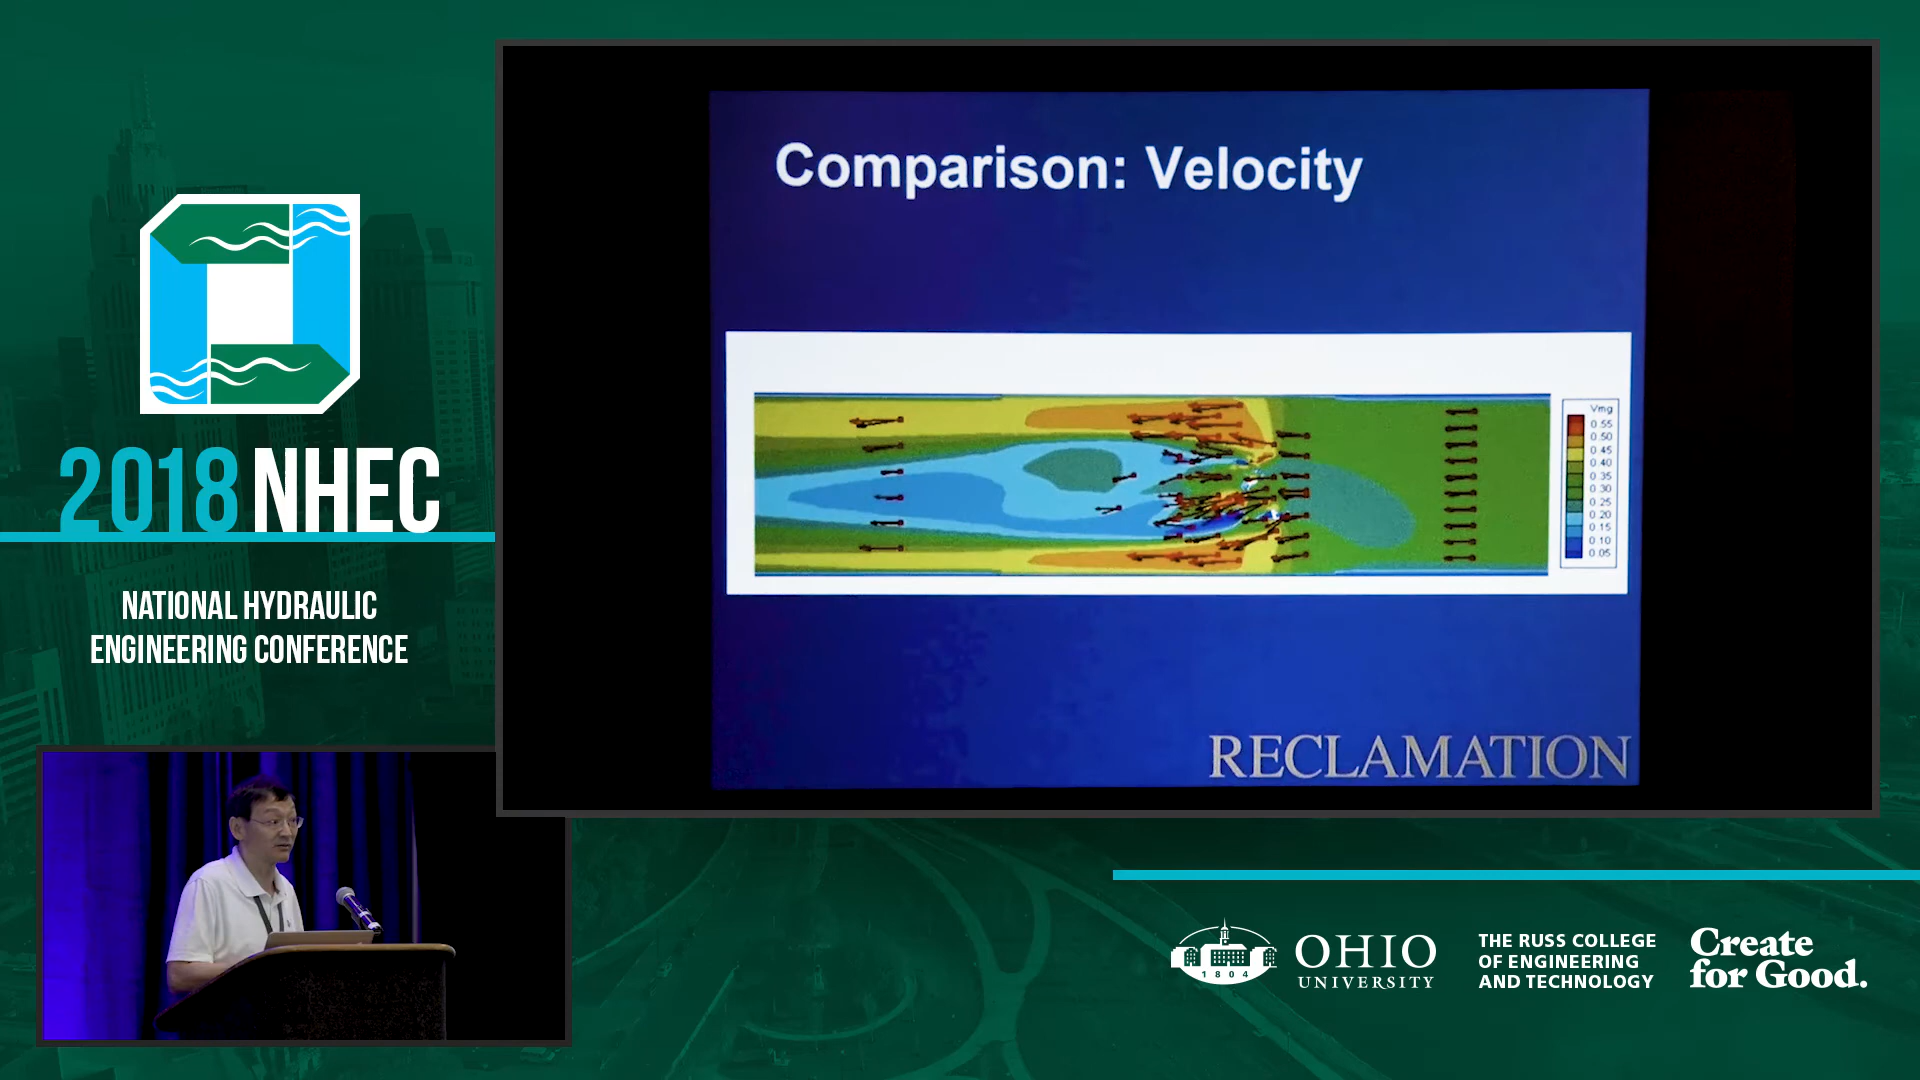 2018 NHEC
NATIONAL HYDRAULIC
ENGINEERING CONFERENCE
Comparison: Velocity
Vmg
0.55
0.50
0.45
0.40
0.35
0.30
0.25
0.20
0.15
0.10
0.05
RECLAMATION
1804
OHIO
UNIVERSITY
THE RUSS COLLEGE
OF ENGINEERING
AND TECHNOLOGY
Create
for Good.